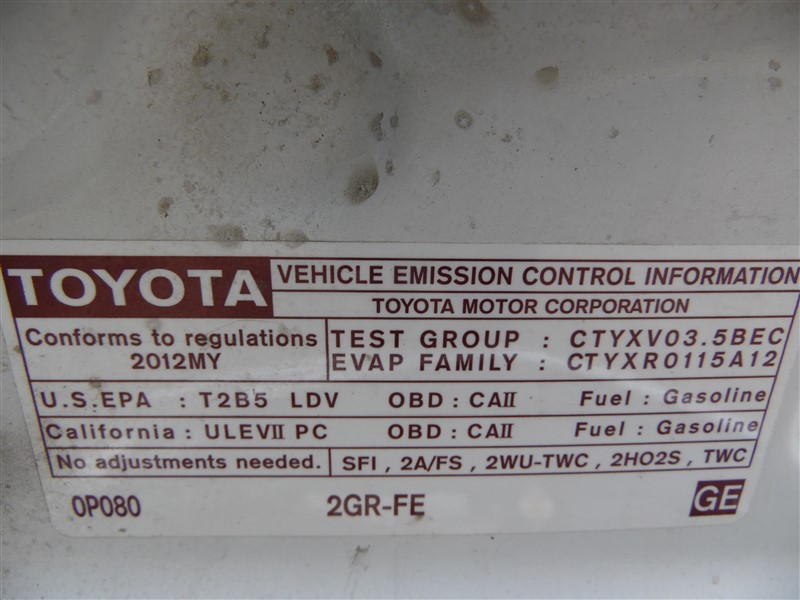 TOYOTA VEHICLE EMISSION CONTROL INFORMATION
TOYOTA MOTOR CORPORATION
Conforms to regulations
2012MY
TEST GROUP : CTYXV03.5BEC
EVAP FAMILY : CTYXR0115A12
U.S.EPA : T2B5 LDV OBD : CAII Fuel : Gasoline
California : ULEVII PC OBD : CAII Fuel : Gasoline
No adjustments needed. SFI , 2A/FS , 2WU-TWC , 2HO2S , TWC
0P080 2GR-FE GE